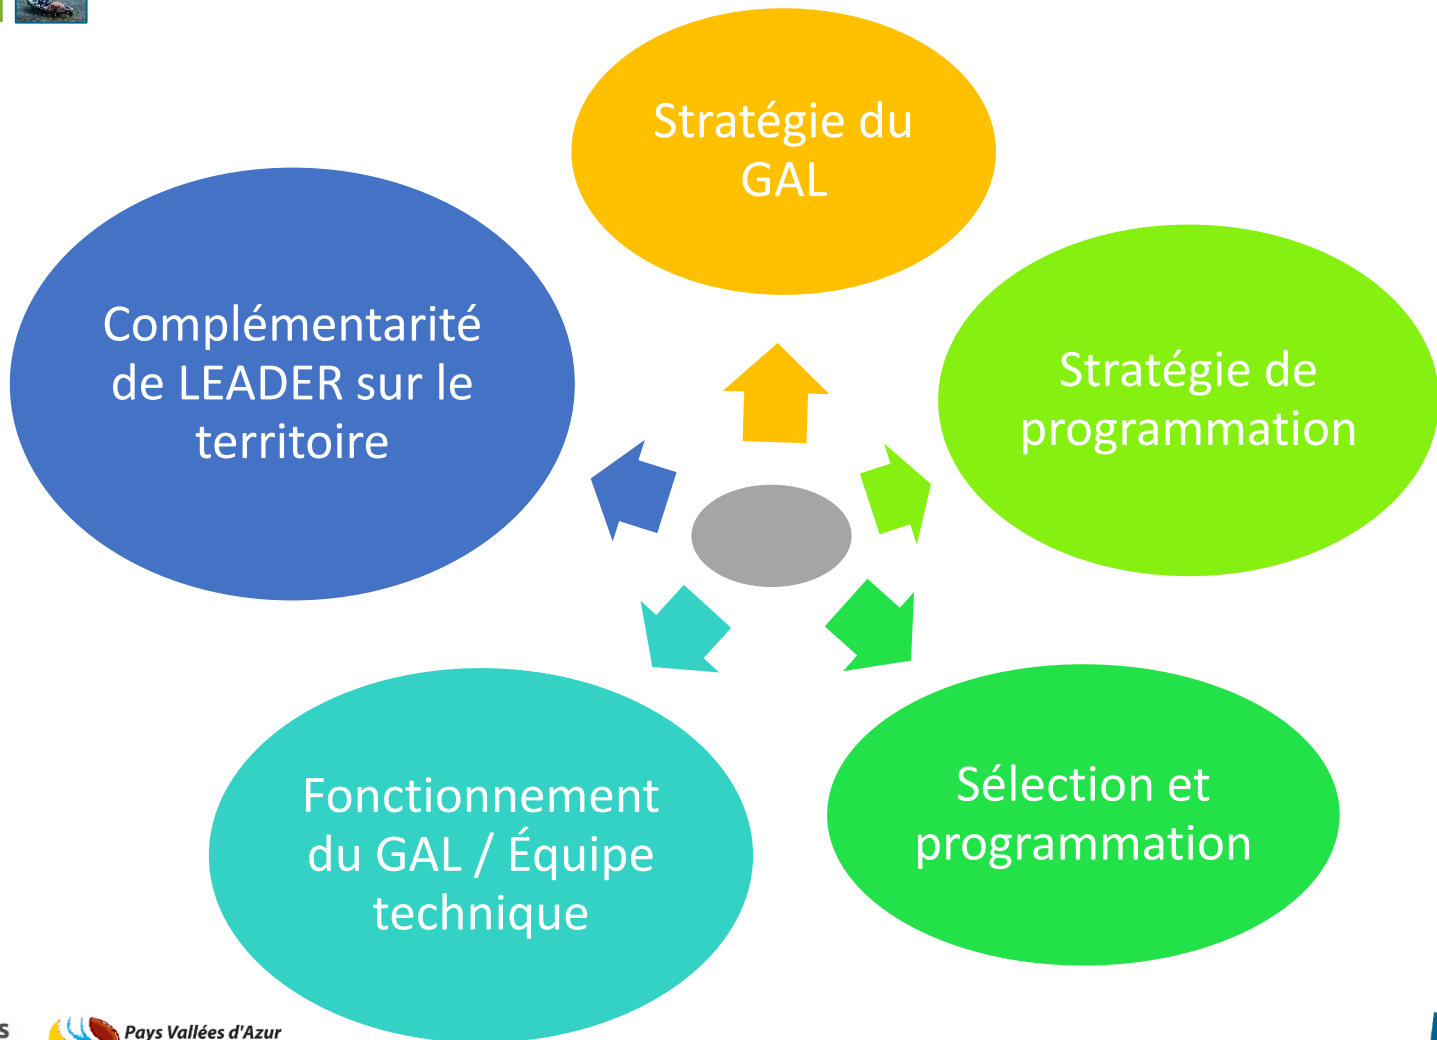 Stratégie du
GAL
Complémentarité
de LEADER sur le
territoire
Stratégie de
programmation
Fonctionnement
du GAL / Équipe
technique
Sélection et
programmation
Pays Vallées d'Azur